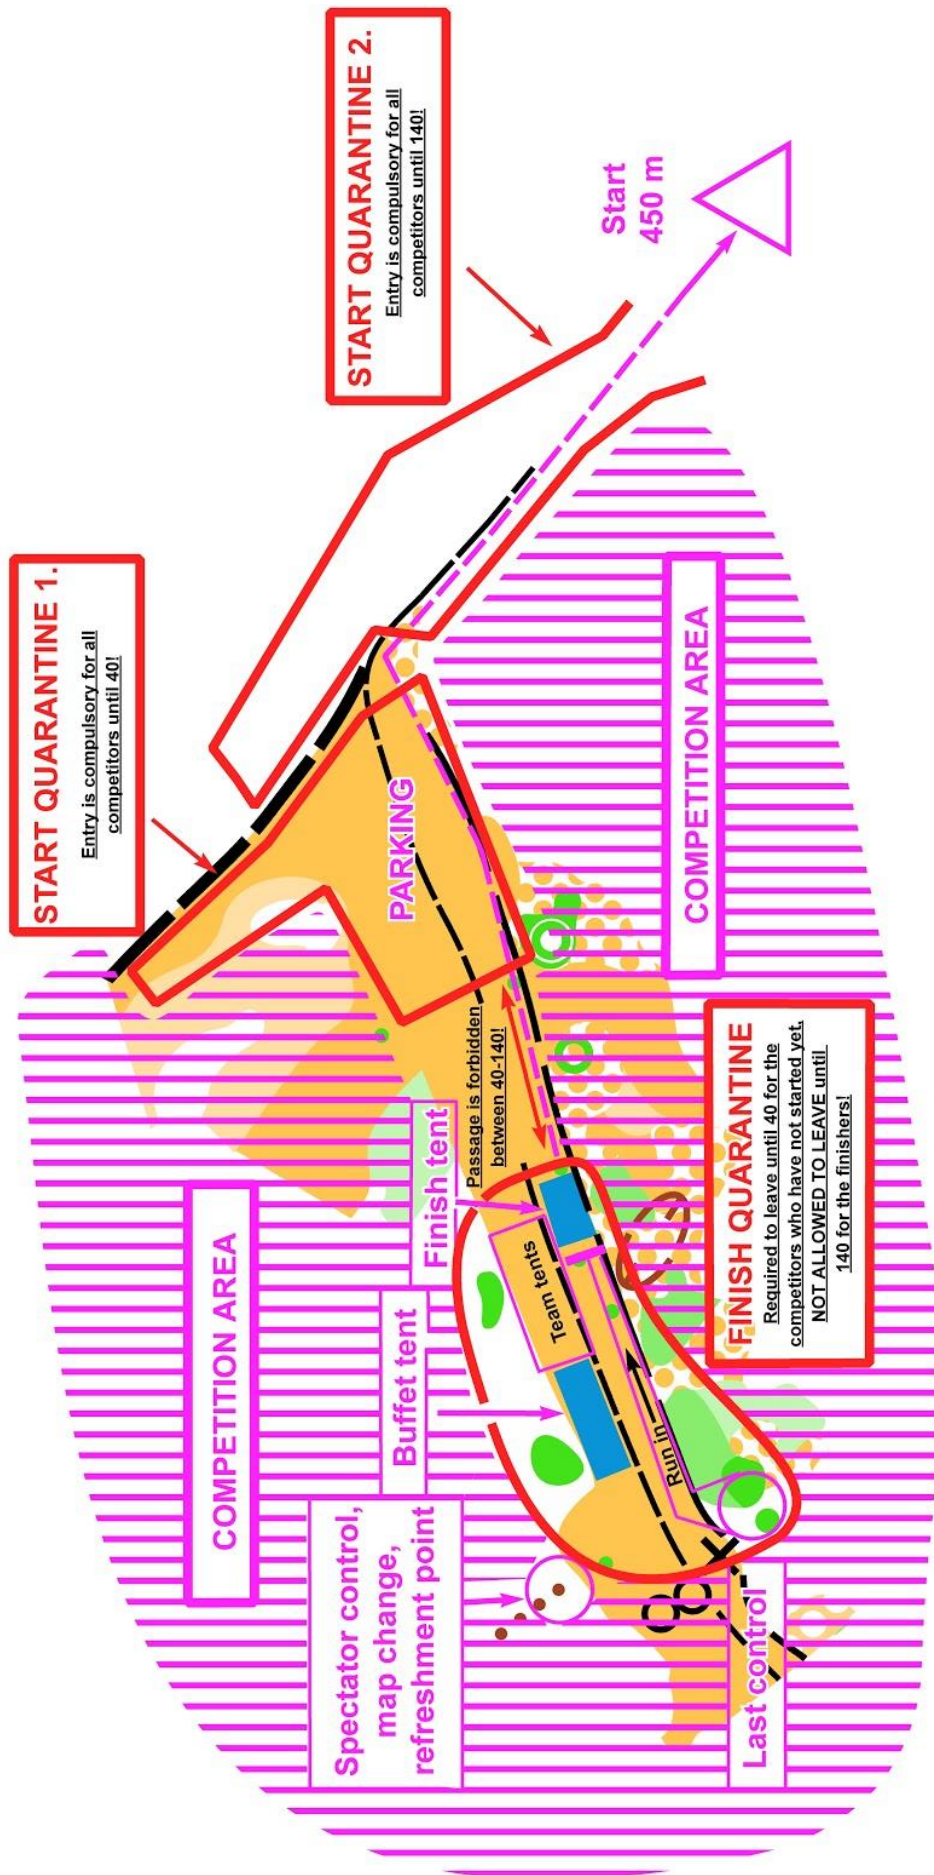 START QUARANTINE 1.
Entry is compulsory for all
competitors until 40!
START QUARANTINE 2.
Entry is compulsory for all
competitors until 140!
Start
450 m
COMPETITION AREA
PARKING
Passage is forbidden
between 40-140!
Finish tent
Buffet tent
Team tents
Run in
Spectator control,
map change,
refreshment point
Last control
COMPETITION AREA
FINISH QUARANTINE
Required to leave until 40 for the
competitors who have not started yet,
NOT ALLOWED TO LEAVE until
140 for the finishers!